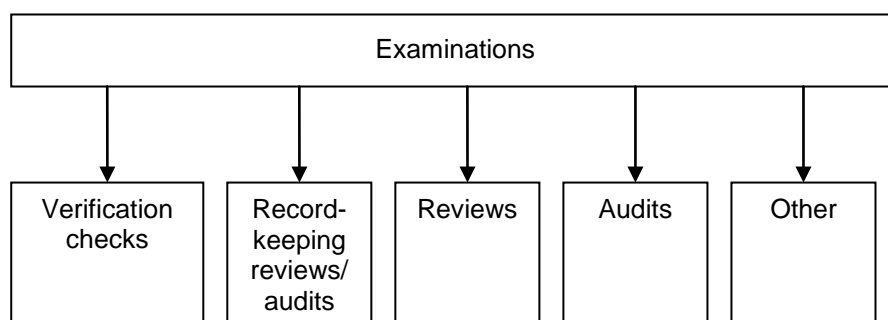 Examinations
Verification
checks
Record-
keeping
reviews/
audits
Reviews
Audits
Other